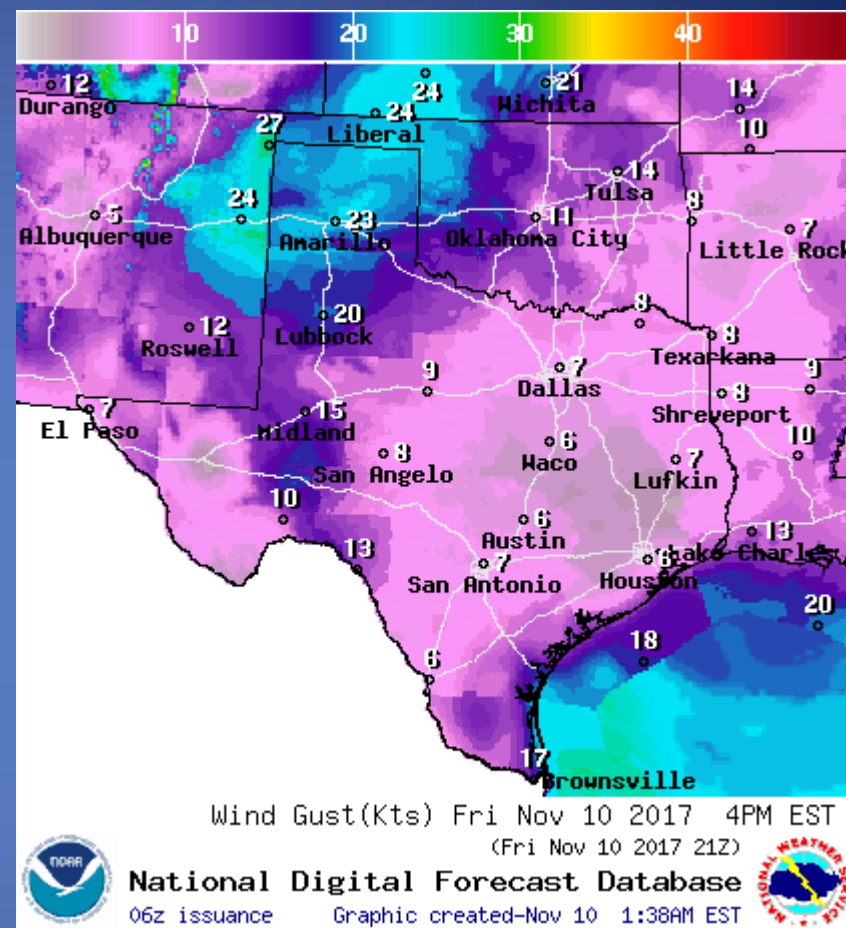 10 20 30 40
12 Durango
24
24 Liberal
21 Wichita
14
10
27
14 Tulsa
5 Albuquerque
24
23 Amarillo
11 Oklahoma City
8
7 Little Rock
12 Roswell
20 Lubbock
8
8 Texarkana
7 Dallas
9
8 Shreveport
9
7 El Paso
15 Midland
8 San Angelo
6 Waco
7 Lufkin
10
10
6 Austin
13 Lake Charles
13
7 San Antonio
8 Houston
20
18
6
17 Brownsville
Wind Gust(Kts) Fri Nov 10 2017 4PM EST
(Fri Nov 10 2017 21Z)
National Digital Forecast Database
06z issuance Graphic created-Nov 10 1:38AM EST
NOAA
NATIONAL WEATHER SERVICE